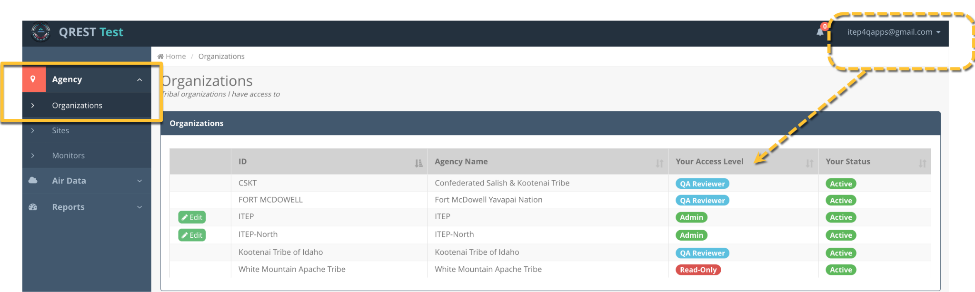 QREST Test
0
itep4qapps@gmail.com
Home / Organizations
Agency
Organizations
Sites
Monitors
Air Data
Reports
Organizations
Tribal organizations I have access to
Organizations
ID Agency Name Your Access Level Your Status
CSKT Confederated Salish & Kootenai Tribe QA Reviewer Active
FORT MCDOWELL Fort McDowell Yavapai Nation QA Reviewer Active
Edit ITEP ITEP Admin Active
Edit ITEP-North ITEP-North Admin Active
Kootenai Tribe of Idaho Kootenai Tribe of Idaho QA Reviewer Active
White Mountain Apache Tribe White Mountain Apache Tribe Read-Only Active